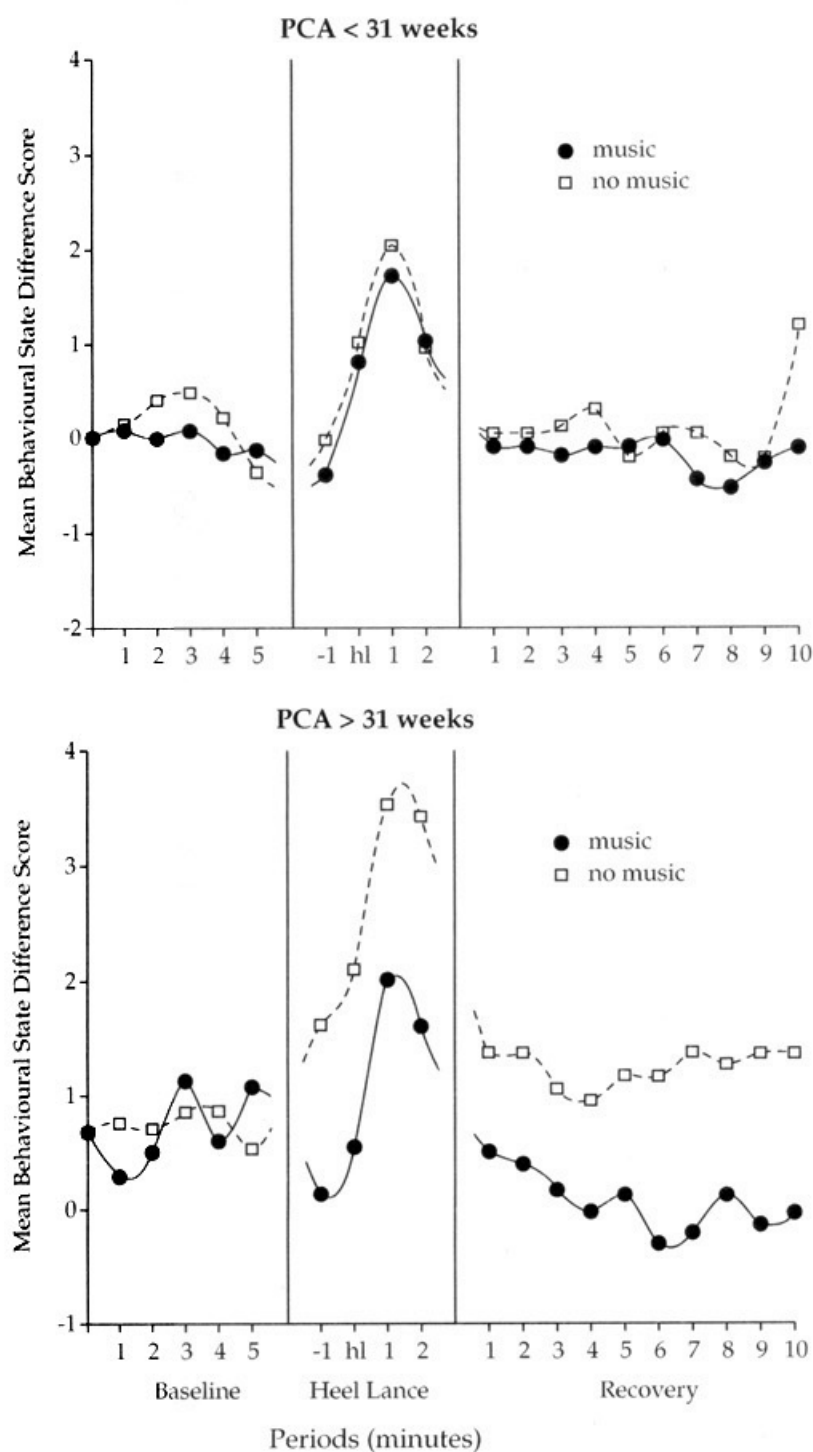 PCA < 31 weeks
Mean Behavioural State Difference Score
4
3
2
1
0
-1
-2
music
no music
1 2 3 4 5 -1 hl 1 2 1 2 3 4 5 6 7 8 9 10
PCA > 31 weeks
Mean Behavioural State Difference Score
4
3
2
1
0
-1
music
no music
1 2 3 4 5 -1 hl 1 2 1 2 3 4 5 6 7 8 9 10
Baseline Heel Lance Recovery
Periods (minutes)